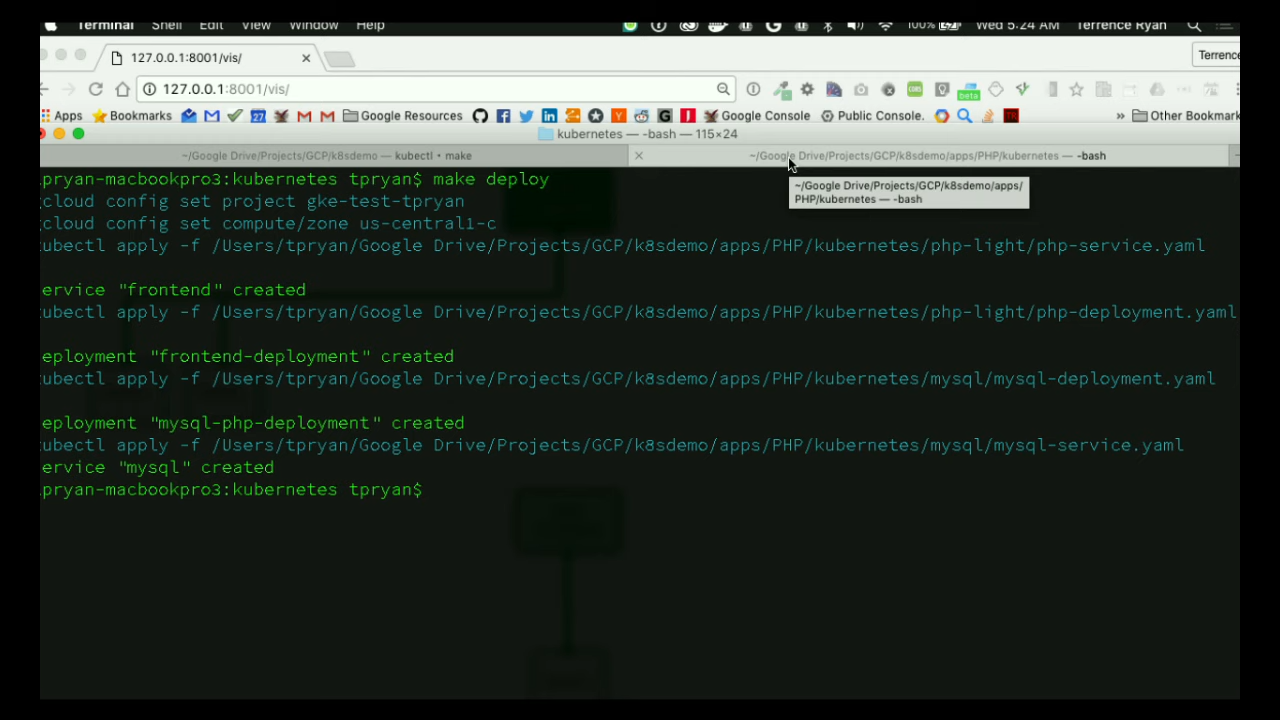 Terminal Shell Edit View Window Help 100% Wed 5:24 AM Terrence Ryan
127.0.0.1:8001/vis/ Terrence
127.0.0.1:8001/vis/ beta
Apps Bookmarks 27 Google Resources Google Console Public Console. » Other Bookmark
kubernetes — -bash — 115×24
~/Google Drive/Projects/GCP/k8sdemo — kubectl • make ~/Google Drive/Projects/GCP/k8sdemo/apps/PHP/kubernetes — -bash
~/Google Drive/Projects/GCP/k8sdemo/apps/
PHP/kubernetes — -bash
pryan-macbookpro3:kubernetes tpryan$ make deploy
cloud config set project gke-test-tpryan
cloud config set compute/zone us-central1-c
ubectl apply -f /Users/tpryan/Google Drive/Projects/GCP/k8sdemo/apps/PHP/kubernetes/php-light/php-service.yaml
ervice "frontend" created
ubectl apply -f /Users/tpryan/Google Drive/Projects/GCP/k8sdemo/apps/PHP/kubernetes/php-light/php-deployment.yaml
eployment "frontend-deployment" created
ubectl apply -f /Users/tpryan/Google Drive/Projects/GCP/k8sdemo/apps/PHP/kubernetes/mysql/mysql-deployment.yaml
eployment "mysql-php-deployment" created
ubectl apply -f /Users/tpryan/Google Drive/Projects/GCP/k8sdemo/apps/PHP/kubernetes/mysql/mysql-service.yaml
ervice "mysql" created
pryan-macbookpro3:kubernetes tpryan$